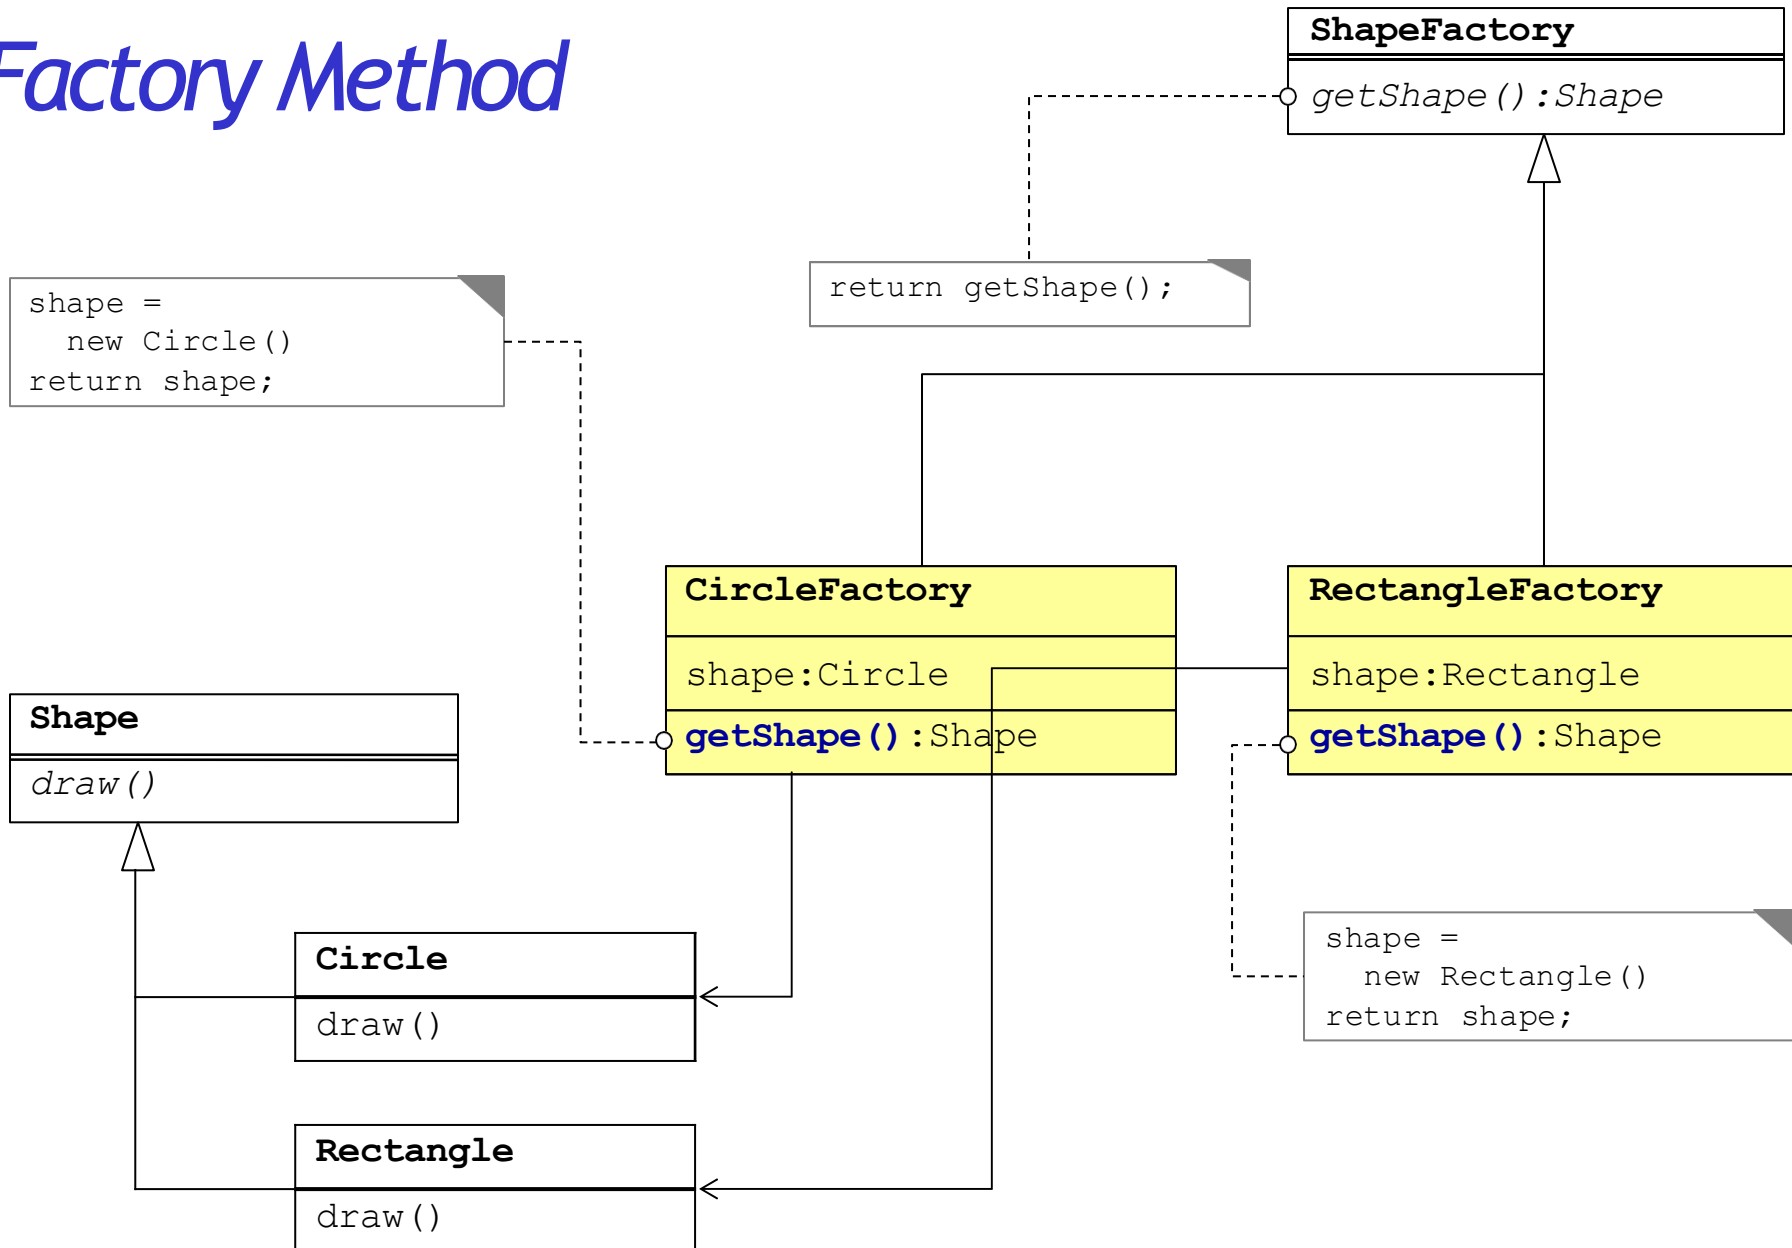 Factory Method
ShapeFactory
getShape():Shape
return getShape();
shape =
new Circle()
return shape;
CircleFactory
shape:Circle
getShape():Shape
RectangleFactory
shape:Rectangle
getShape():Shape
Shape
draw()
Circle
draw()
shape =
new Rectangle()
return shape;
Rectangle
draw()